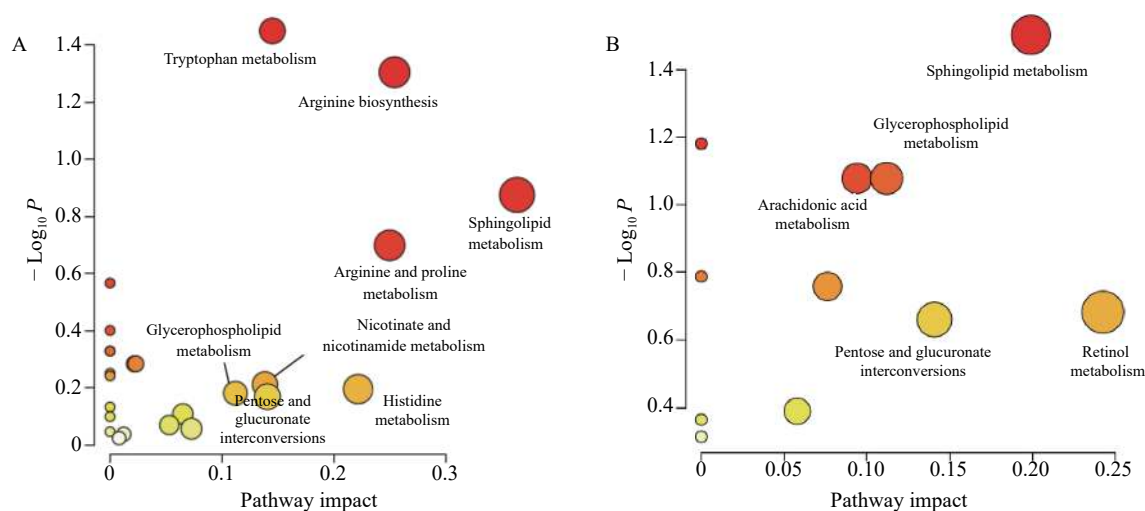 A
1.4
1.2
1.0
0.8
0.6
0.4
0.2
0
− Log10 P
Tryptophan metabolism
Arginine biosynthesis
Sphingolipid
metabolism
Arginine and proline
metabolism
Glycerophospholipid
metabolism
Nicotinate and
nicotinamide metabolism
Pentose and
glucuronate
interconversions
Histidine
metabolism
0
0.1
0.2
0.3
Pathway impact
B
1.4
1.2
1.0
0.8
0.6
0.4
− Log10 P
Sphingolipid metabolism
Glycerophospholipid
metabolism
Arachidonic acid
metabolism
Pentose and glucuronate
interconversions
Retinol
metabolism
0
0.05
0.10
0.15
0.20
0.25
Pathway impact